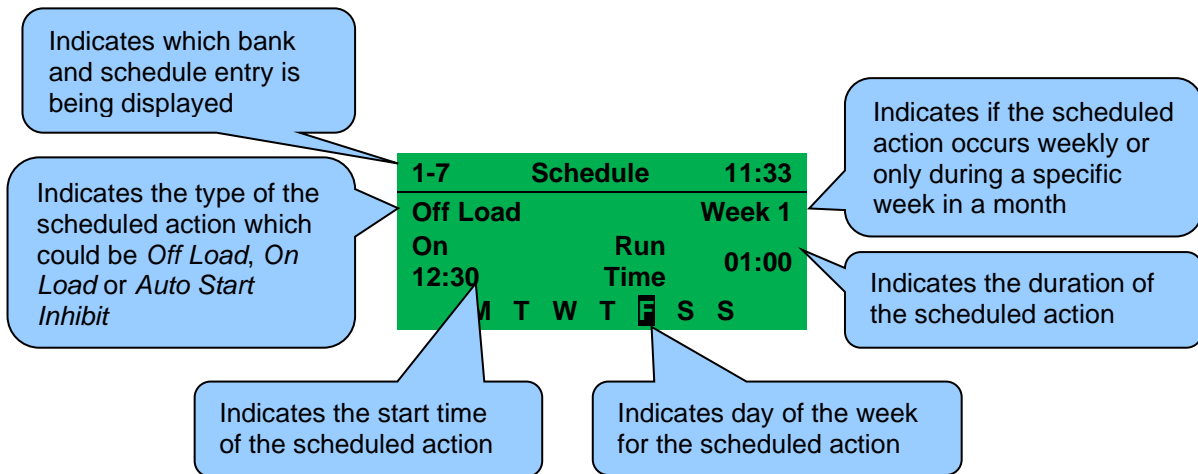 Indicates which bank
and schedule entry is
being displayed
Indicates the type of the
scheduled action which
could be Off Load, On
Load or Auto Start
Inhibit
1-7 Schedule 11:33
Off Load Week 1
On Run
12:30 Time 01:00
M T W T F S S
Indicates if the scheduled
action occurs weekly or
only during a specific
week in a month
Indicates the duration of
the scheduled action
Indicates the start time
of the scheduled action
Indicates day of the week
for the scheduled action